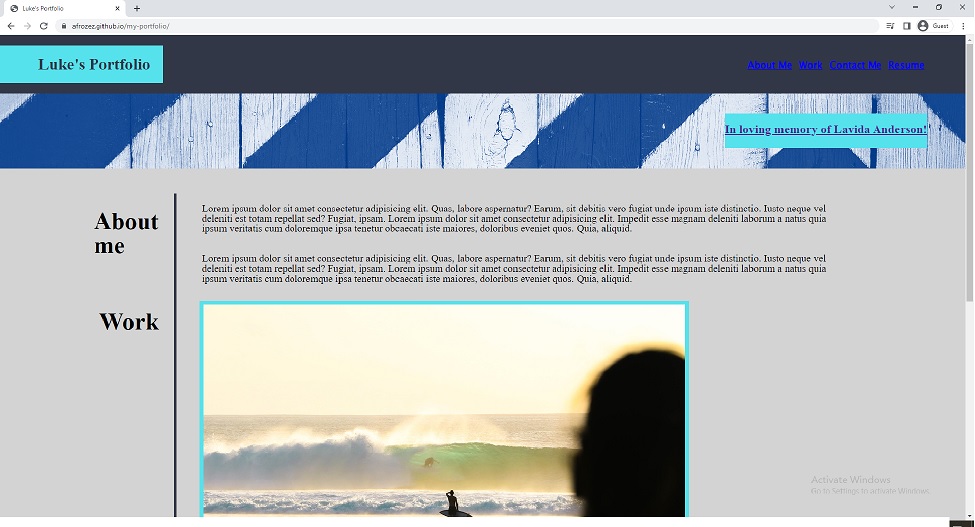 Luke's Portfolio
afrozez.github.io/my-portfolio/
Guest
Luke's Portfolio
About Me Work Contact Me Resume
In loving memory of Lavida Anderson!
About
me
Lorem ipsum dolor sit amet consectetur adipisicing elit. Quas, labore aspernatur? Earum, sit debitis vero fugiat unde ipsum iste distinctio. Iusto neque vel
deleniti est totam repellat sed? Fugiat, ipsam. Lorem ipsum dolor sit amet consectetur adipisicing elit. Impedit esse magnam deleniti laborum a natus quia
ipsum veritatis cum doloremque ipsa tenetur obcaecati iste maiores, doloribus eveniet quos. Quia, aliquid.
Lorem ipsum dolor sit amet consectetur adipisicing elit. Quas, labore aspernatur? Earum, sit debitis vero fugiat unde ipsum iste distinctio. Iusto neque vel
deleniti est totam repellat sed? Fugiat, ipsam. Lorem ipsum dolor sit amet consectetur adipisicing elit. Impedit esse magnam deleniti laborum a natus quia
ipsum veritatis cum doloremque ipsa tenetur obcaecati iste maiores, doloribus eveniet quos. Quia, aliquid.
Work
Activate Windows
Go to Settings to activate Windows.